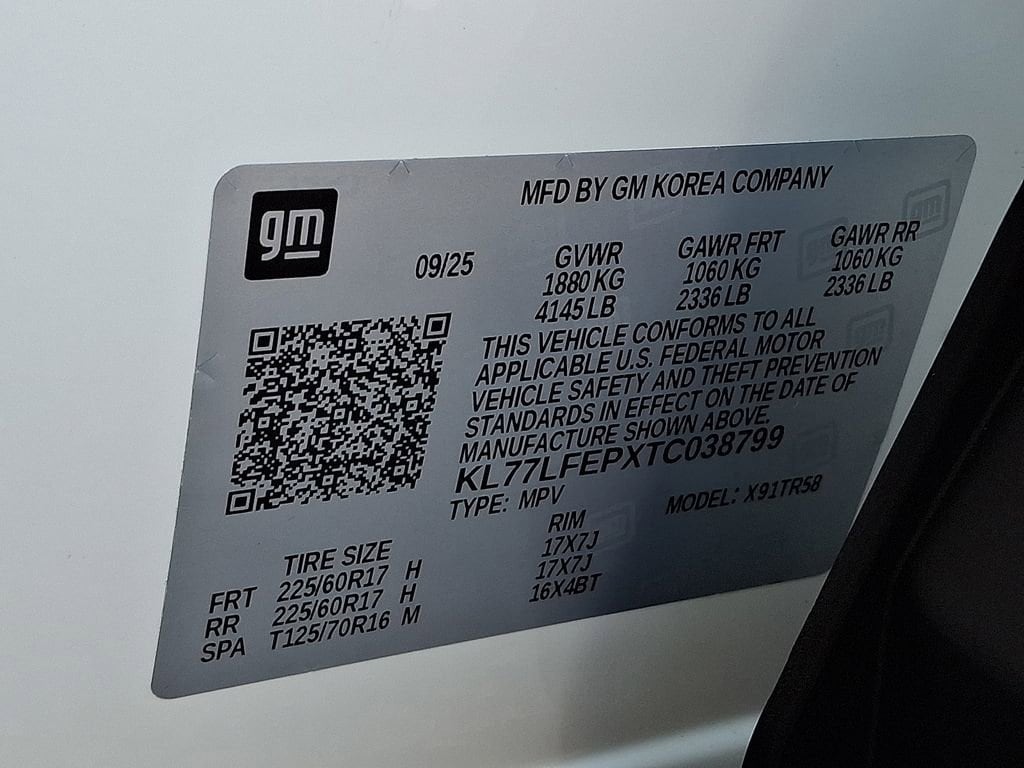 gm
MFD BY GM KOREA COMPANY
09/25
GVWR GAWR FRT GAWR RR
1880 KG 1060 KG 1060 KG
4145 LB 2336 LB 2336 LB
THIS VEHICLE CONFORMS TO ALL
APPLICABLE U.S. FEDERAL MOTOR
VEHICLE SAFETY AND THEFT PREVENTION
STANDARDS IN EFFECT ON THE DATE OF
MANUFACTURE SHOWN ABOVE.
KL77LFEPXTC038799
TYPE: MPV MODEL: X91TR58
TIRE SIZE RIM
FRT 225/60R17 H 17X7J
RR 225/60R17 H 17X7J
SPA T125/70R16 M 16X4BT